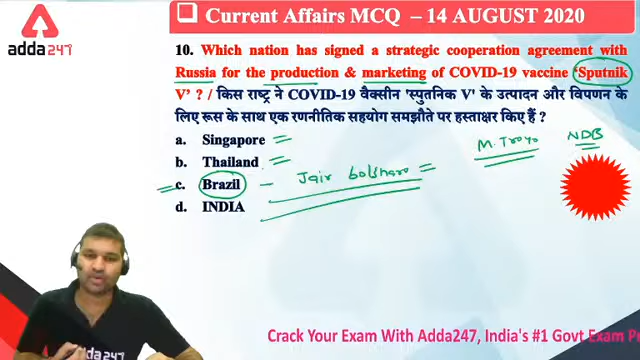 adda247
Current Affairs MCQ – 14 AUGUST 2020
10. Which nation has signed a strategic cooperation agreement with
Russia for the production & marketing of COVID-19 vaccine ‘Sputnik
V’ ? / किस राष्ट्र ने COVID-19 वैक्सीन 'स्पुतनिक V' के उत्पादन और विपणन के
लिए रूस के साथ एक रणनीतिक सहयोग समझौते पर हस्ताक्षर किए हैं ?
a. Singapore
M. Troyo NDB
b. Thailand
c. Brazil – Jair bolsnaro
d. INDIA
adda247
Crack Your Exam With Adda247, India's #1 Govt Exam P